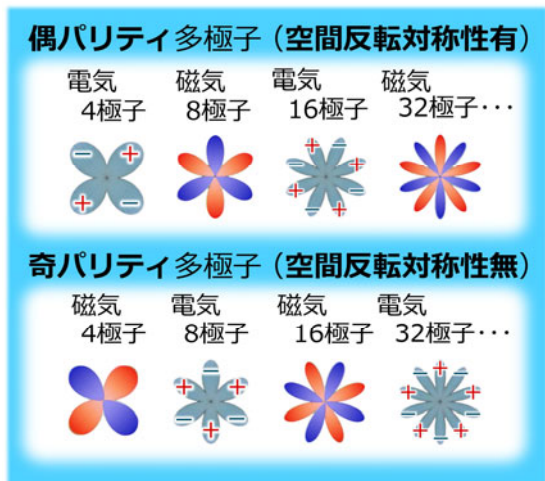 偶パリティ多極子（空間反転対称性有）
電気 磁気 電気 磁気
4極子 8極子 16極子 32極子･･･
− +
+ −
+ − + − + − + −
奇パリティ多極子（空間反転対称性無）
磁気 電気 磁気 電気
4極子 8極子 16極子 32極子･･･
− + − + − +
− + − + − + − + − +